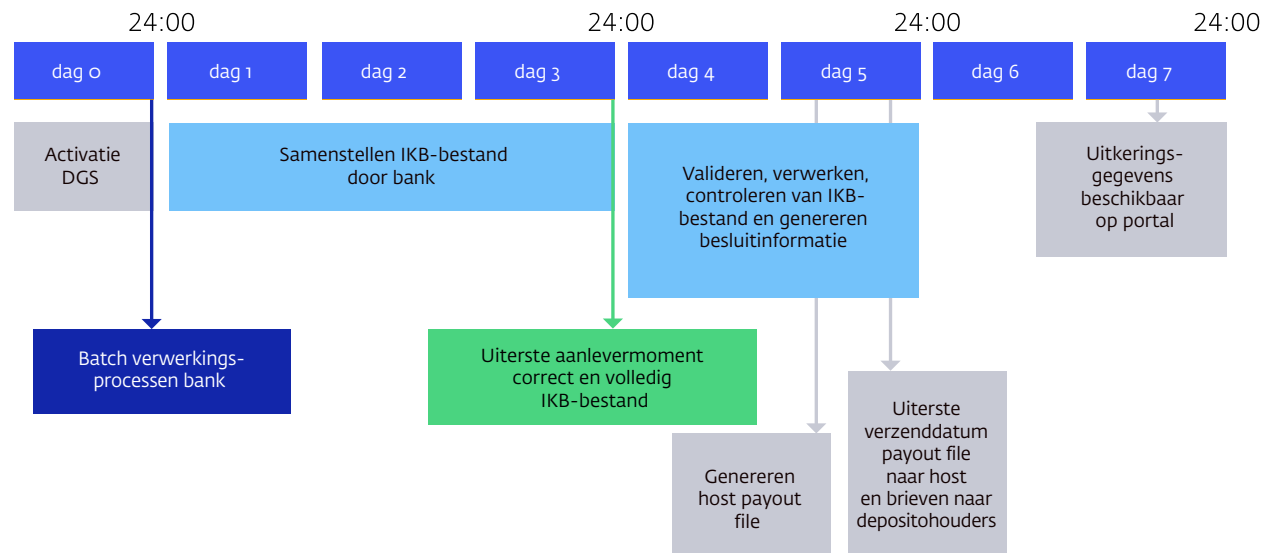 24:00
24:00
24:00
24:00
dag 0
dag 1
dag 2
dag 3
dag 4
dag 5
dag 6
dag 7
Activatie
DGS
Samenstellen IKB-bestand
door bank
Valideren, verwerken,
controleren van IKB-
bestand en genereren
besluitinformatie
Uitkerings-
gegevens
beschikbaar
op portal
Batch verwerkings-
processen bank
Uiterste aanlevermoment
correct en volledig
IKB-bestand
Genereren
host payout
file
Uiterste
verzenddatum
payout file
naar host
en brieven naar
depositohouders